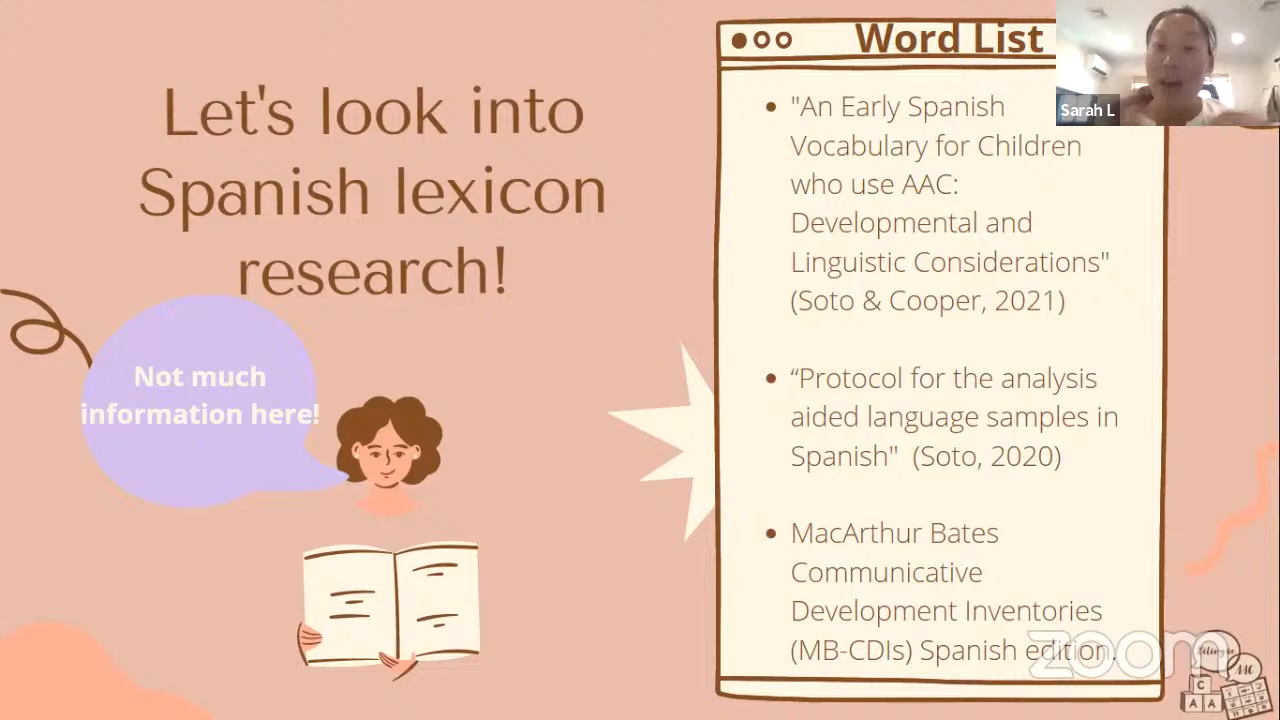 Let's look into
Spanish lexicon
research!
Not much
information here!
Word List
• "An Early Spanish
Vocabulary for Children
who use AAC:
Developmental and
Linguistic Considerations"
(Soto & Cooper, 2021)
• “Protocol for the analysis
aided language samples in
Spanish" (Soto, 2020)
• MacArthur Bates
Communicative
Development Inventories
(MB-CDIs) Spanish edition.
Sarah L
zoom
Bilingüe
AAC
C
A A